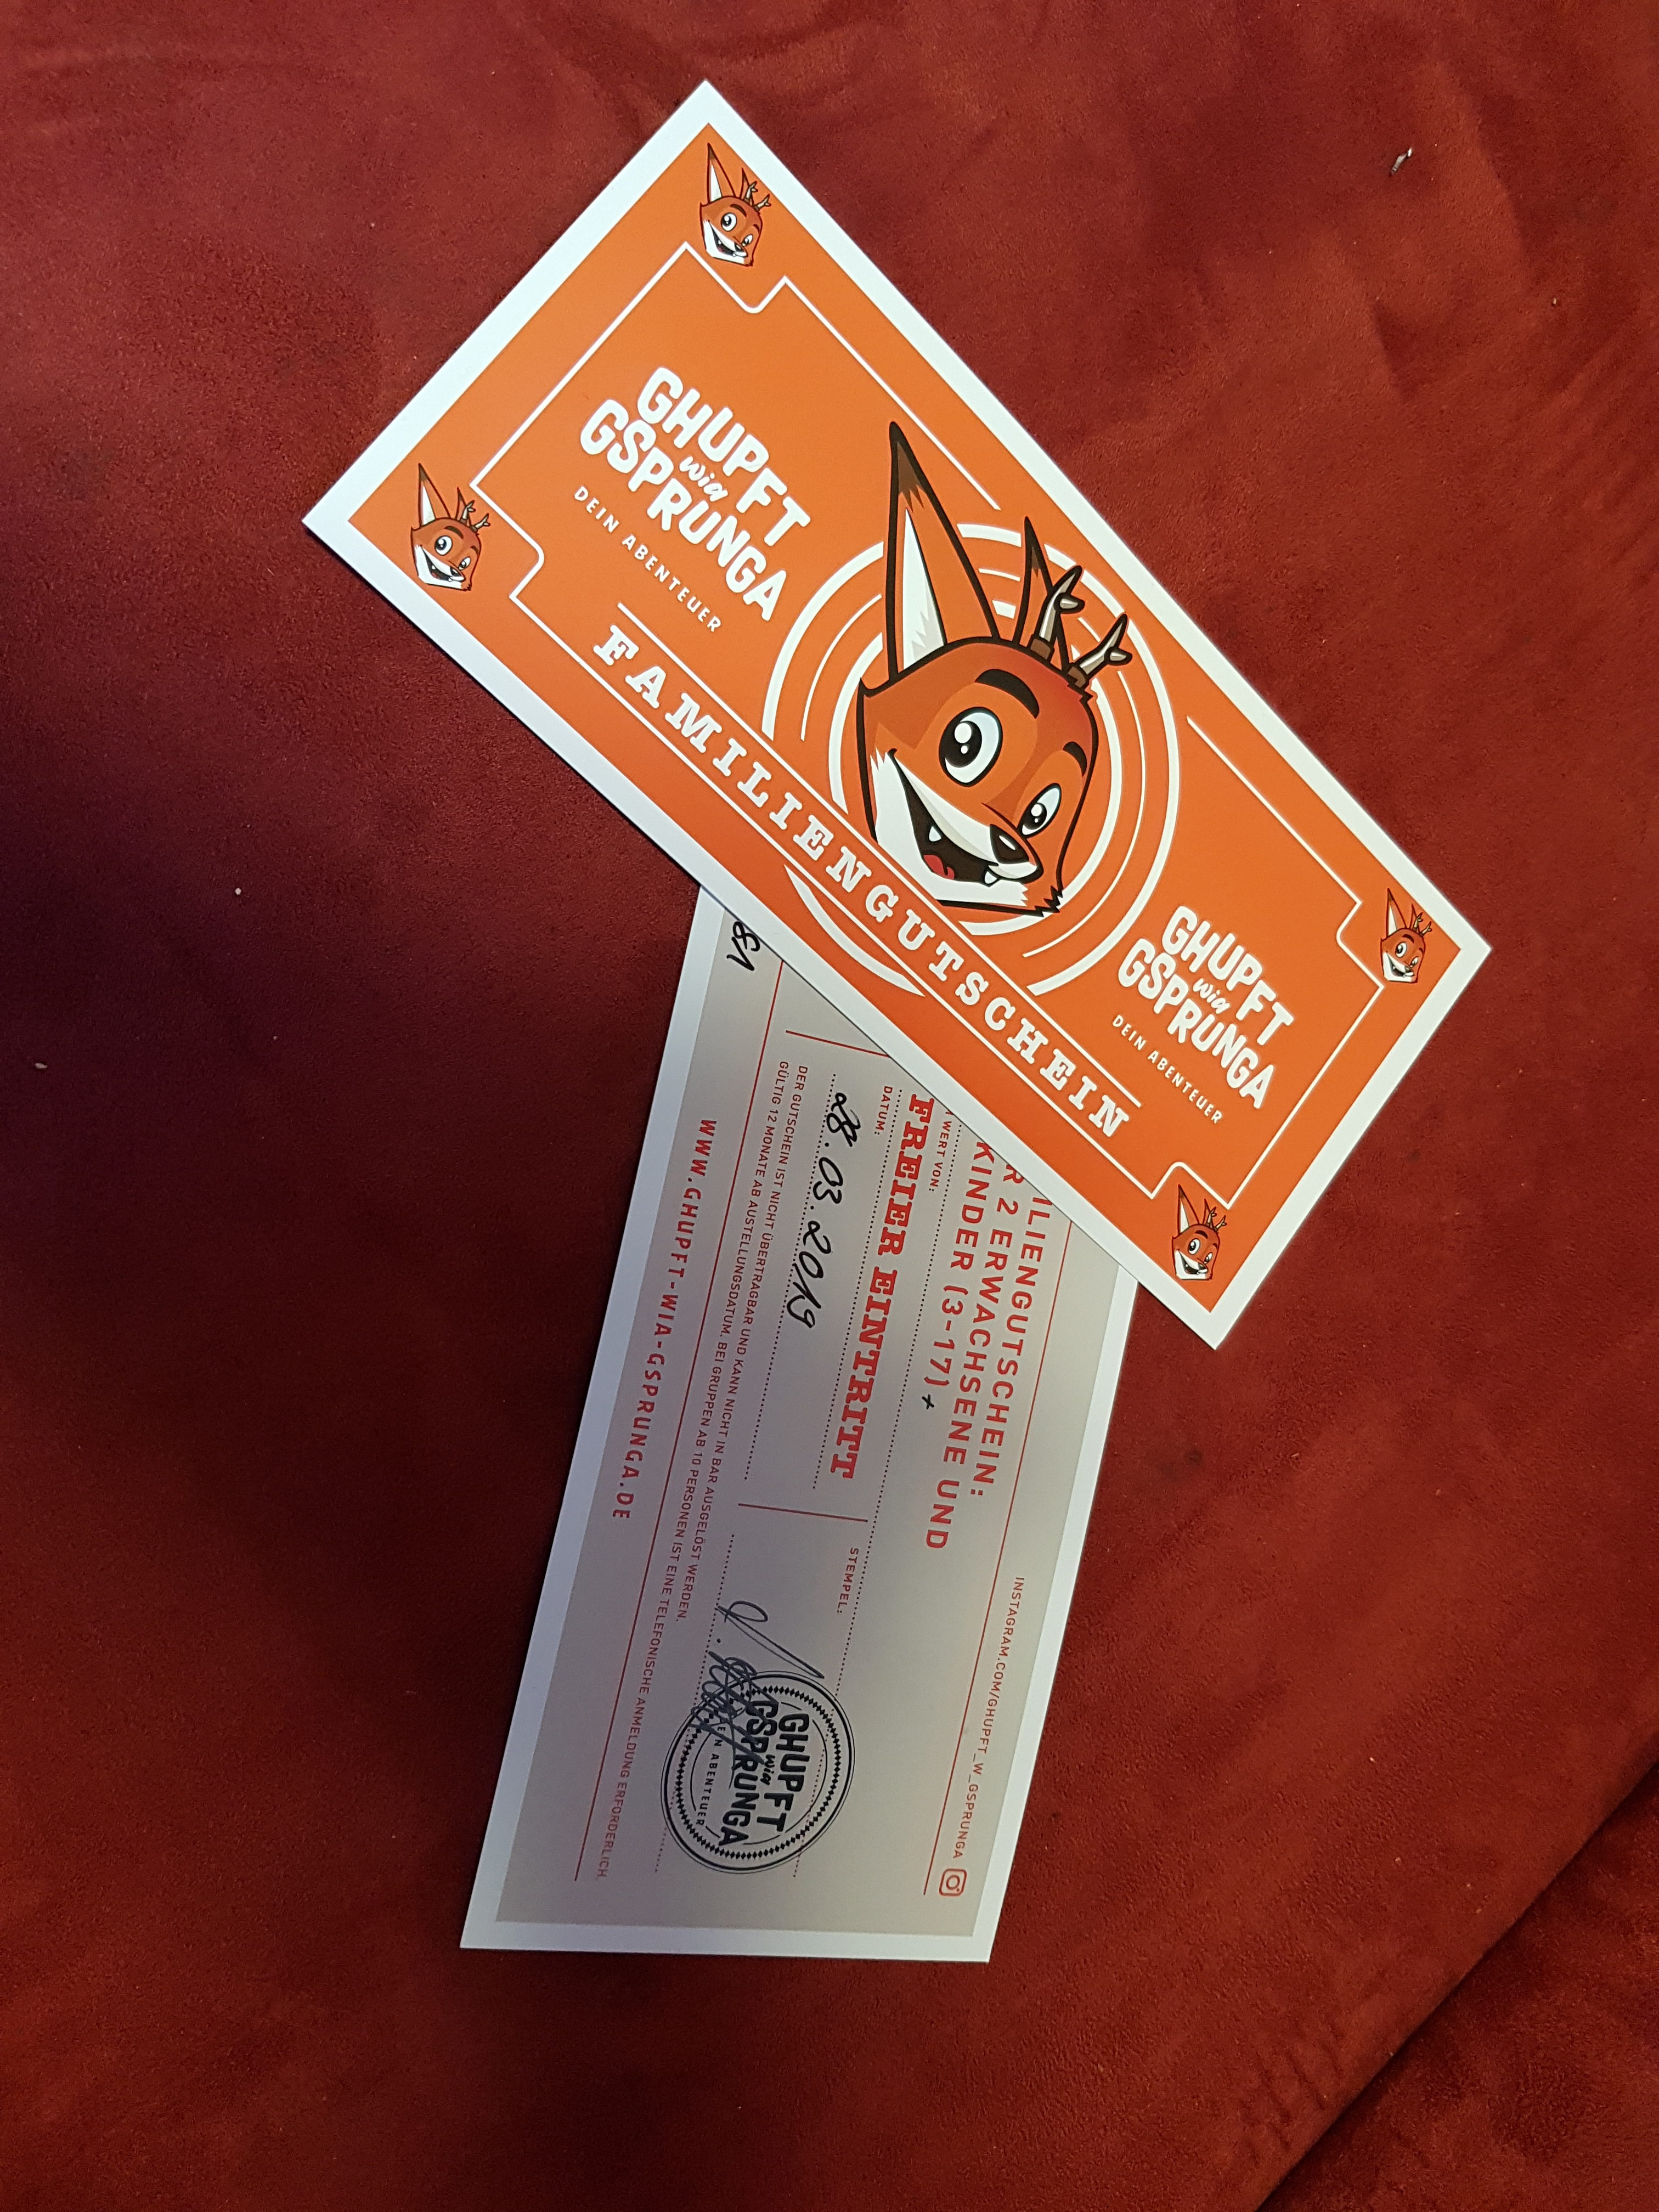 GHUPFT
wia
GSPRUNGA
DEIN ABENTEUER
GHUPFT
wia
GSPRUNGA
DEIN ABENTEUER
FAMILIENGUTSCHEIN
INSTAGRAM.COM/GHUPFT_W_GSPRUNGA
ILIENGUTSCHEIN:
R 2 ERWACHSENE UND
KINDER (3-17) +
WERT VON:
FREIER EINTRITT
DATUM:
28.03.2019
STEMPEL:
GHUPFT
wia
GSPRUNGA
ABENTEUER
DER GUTSCHEIN IST NICHT ÜBERTRAGBAR UND KANN NICHT IN BAR AUSGELÖST WERDEN.
GÜLTIG 12 MONATE AB AUSTELLUNGSDATUM. BEI GRUPPEN AB 10 PERSONEN IST EINE TELEFONISCHE ANMELDUNG ERFORDERLICH.
81
WWW.GHUPFT-WIA-GSPRUNGA.DE